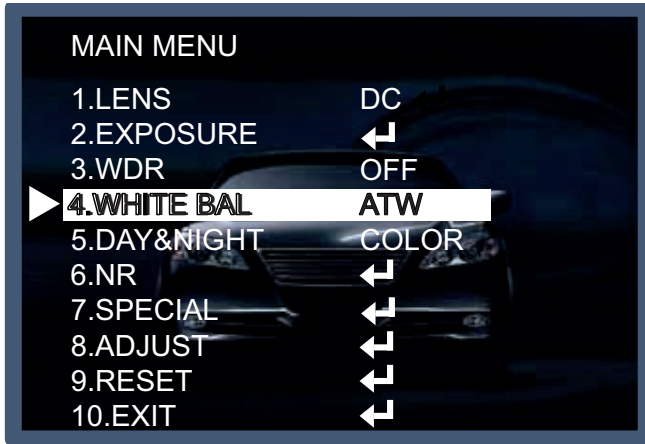 MAIN MENU
1.LENS DC
2.EXPOSURE ↵
3.WDR OFF
4.WHITE BAL ATW
5.DAY&NIGHT COLOR
6.NR ↵
7.SPECIAL ↵
8.ADJUST ↵
9.RESET ↵
10.EXIT ↵